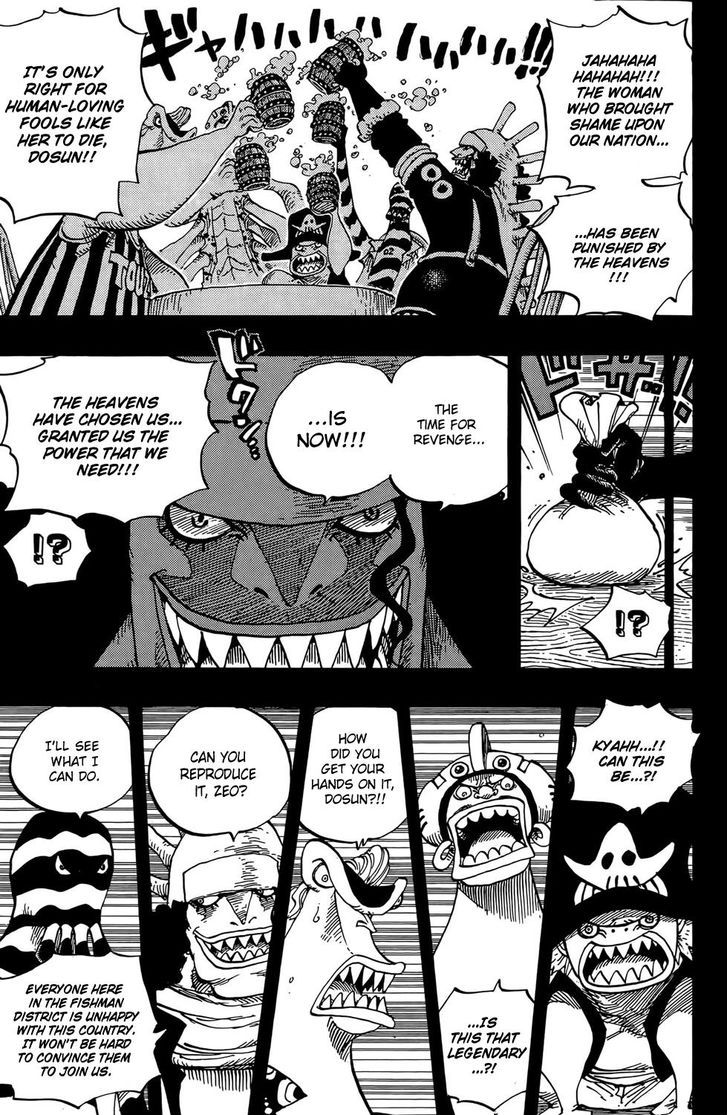 JAHAHAHA
HAHAHAH!!!
THE WOMAN
WHO BROUGHT
SHAME UPON
OUR NATION...
...HAS BEEN
PUNISHED BY
THE HEAVENS
!!!
IT'S ONLY
RIGHT FOR
HUMAN-LOVING
FOOLS LIKE
HER TO DIE,
DOSUN!!
!?
THE
TIME FOR
REVENGE...
...IS
NOW!!!
THE HEAVENS
HAVE CHOSEN US...
GRANTED US THE
POWER THAT WE
NEED!!!
!?
KYAHH...!!
CAN THIS
BE...?!
...IS
THIS THAT
LEGENDARY
...?!
HOW
DID YOU
GET YOUR
HANDS ON IT,
DOSUN?!!
CAN YOU
REPRODUCE
IT, ZEO?
I'LL SEE
WHAT I
CAN DO.
EVERYONE HERE
IN THE FISHMAN
DISTRICT IS UNHAPPY
WITH THIS COUNTRY.
IT WON'T BE HARD
TO CONVINCE THEM
TO JOIN US.